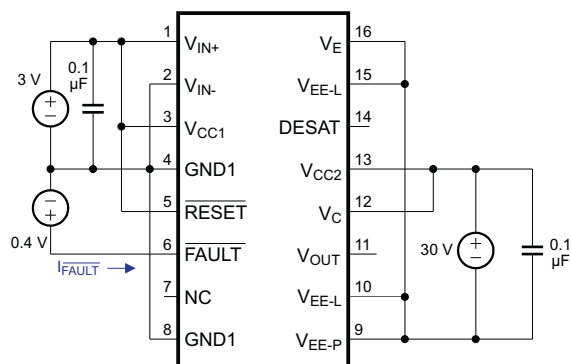 1
V_IN+
V_E
16
2
V_IN-
V_EE-L
15
3
V_CC1
DESAT
14
4
GND1
V_CC2
13
5
RESET
V_C
12
6
FAULT
V_OUT
11
7
NC
V_EE-L
10
8
GND1
V_EE-P
9
3 V
0.1
µF
+
−
−
+
0.4 V
I_FAULT
30 V
+
−
0.1
µF